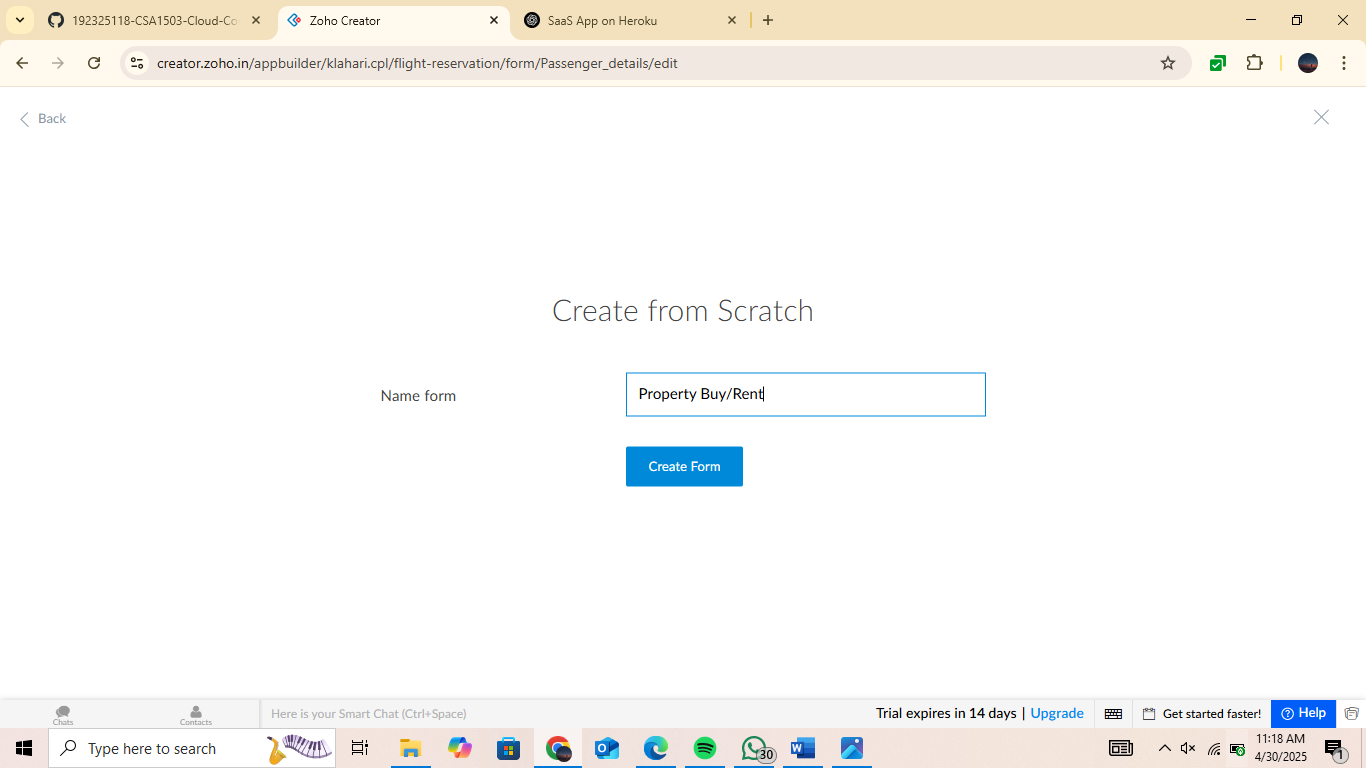 192325118-CSA1503-Cloud-Co
Zoho Creator
SaaS App on Heroku
creator.zoho.in/appbuilder/klahari.cpl/flight-reservation/form/Passenger_details/edit
Back
Create from Scratch
Name form
Property Buy/Rent
Create Form
Chats
Contacts
Here is your Smart Chat (Ctrl+Space)
Trial expires in 14 days | Upgrade
Get started faster!
Help
Type here to search
30
11:18 AM
4/30/2025
1